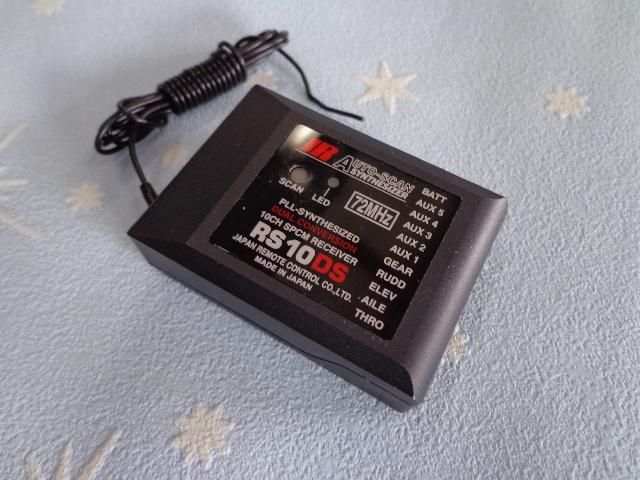 JR AUTO-SCAN
SYNTHESIZER
SCAN LED 72MHz
PLL-SYNTHESIZED
DUAL CONVERSION
10CH SPCM RECEIVER
RS10DS
JAPAN REMOTE CONTROL CO.,LTD.
MADE IN JAPAN
BATT
AUX 5
AUX 4
AUX 3
AUX 2
AUX 1
GEAR
RUDD
ELEV
AILE
THRO